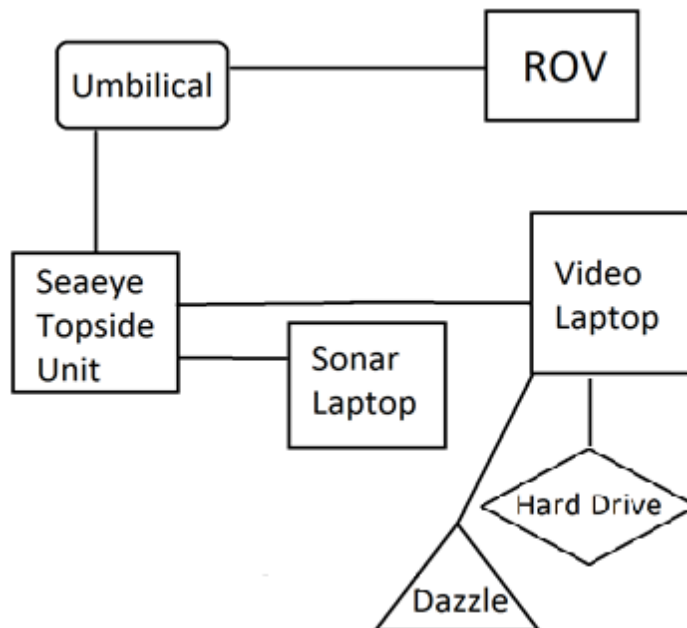 Umbilical
ROV
Seaeye
Topside
Unit
Video
Laptop
Sonar
Laptop
Hard Drive
Dazzle